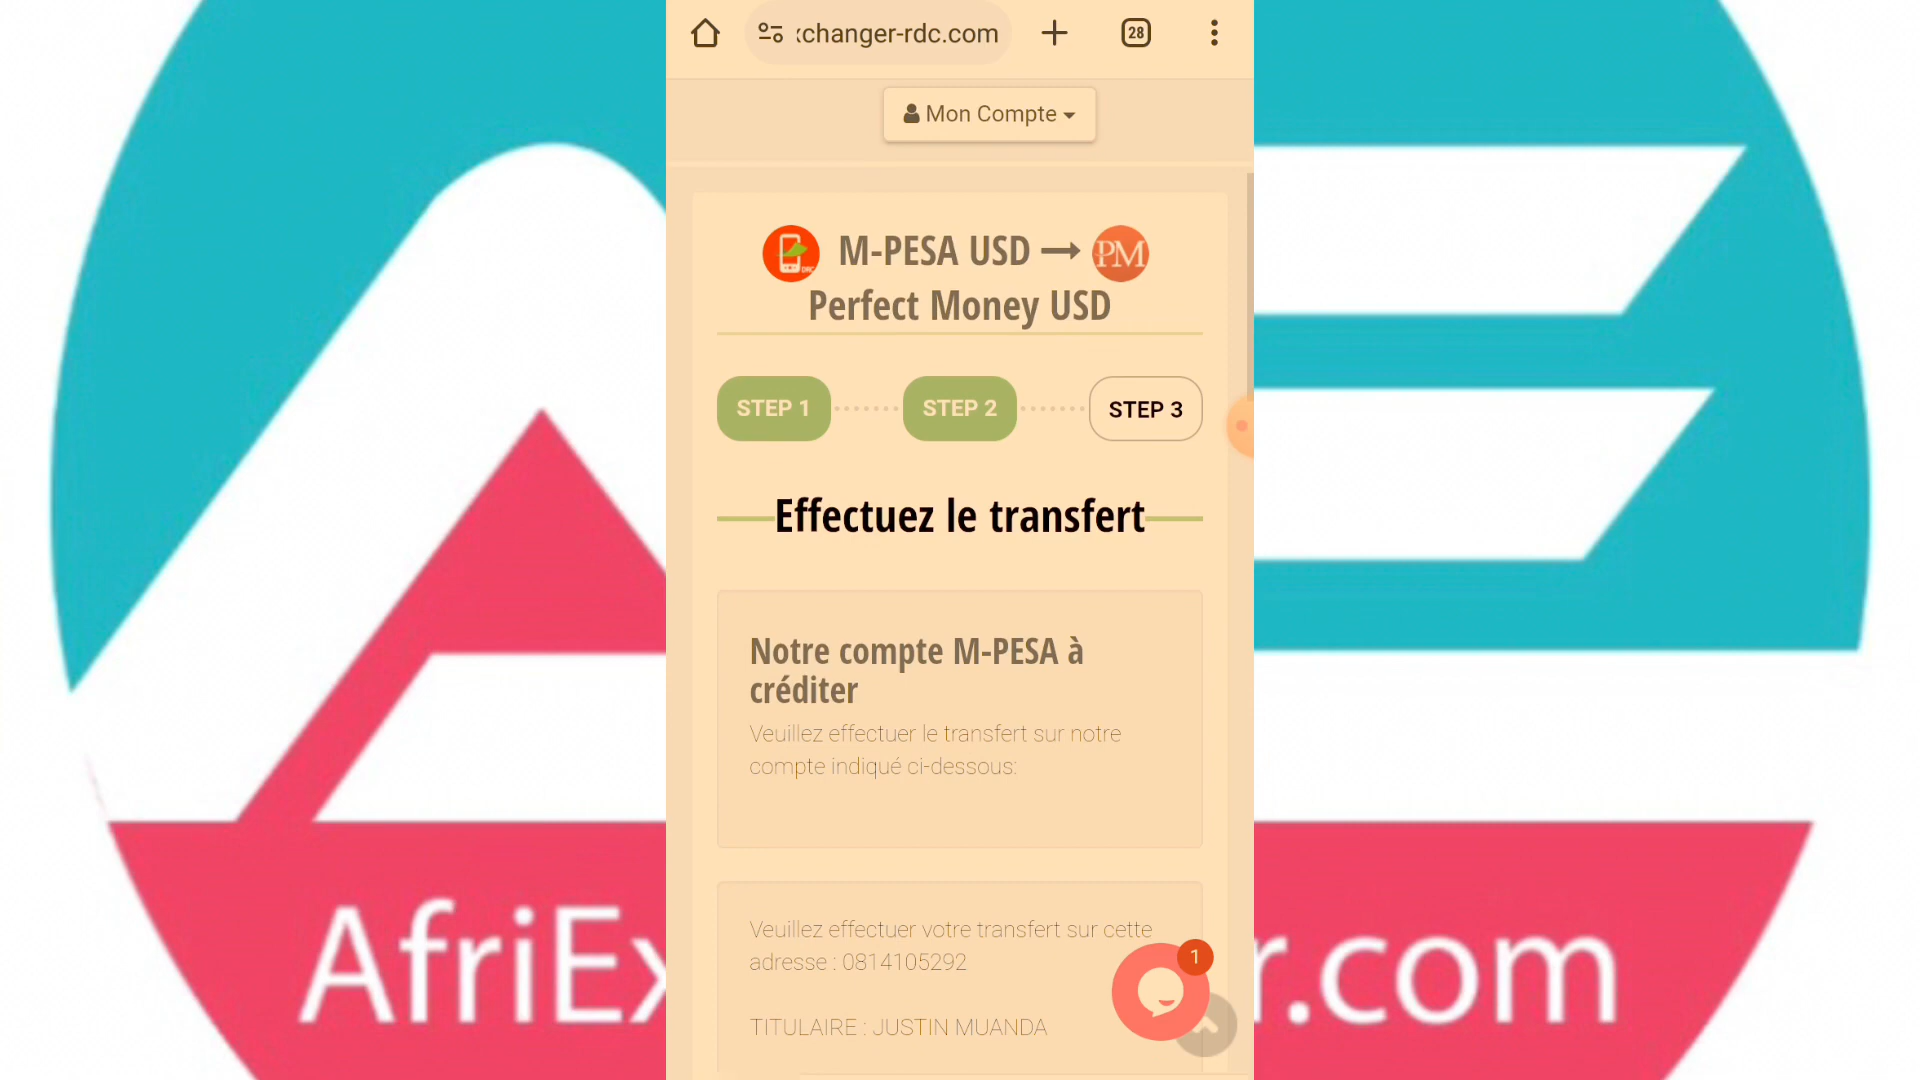 xchanger-rdc.com
28
Mon Compte
M-PESA USD
PM
Perfect Money USD
STEP 1
STEP 2
STEP 3
Effectuez le transfert
Notre compte M-PESA à
créditer
Veuillez effectuer le transfert sur notre
compte indiqué ci-dessous:
Veuillez effectuer votre transfert sur cette
adresse : 0814105292
1
TITULAIRE : JUSTIN MUANDA
AfriEx
r.com